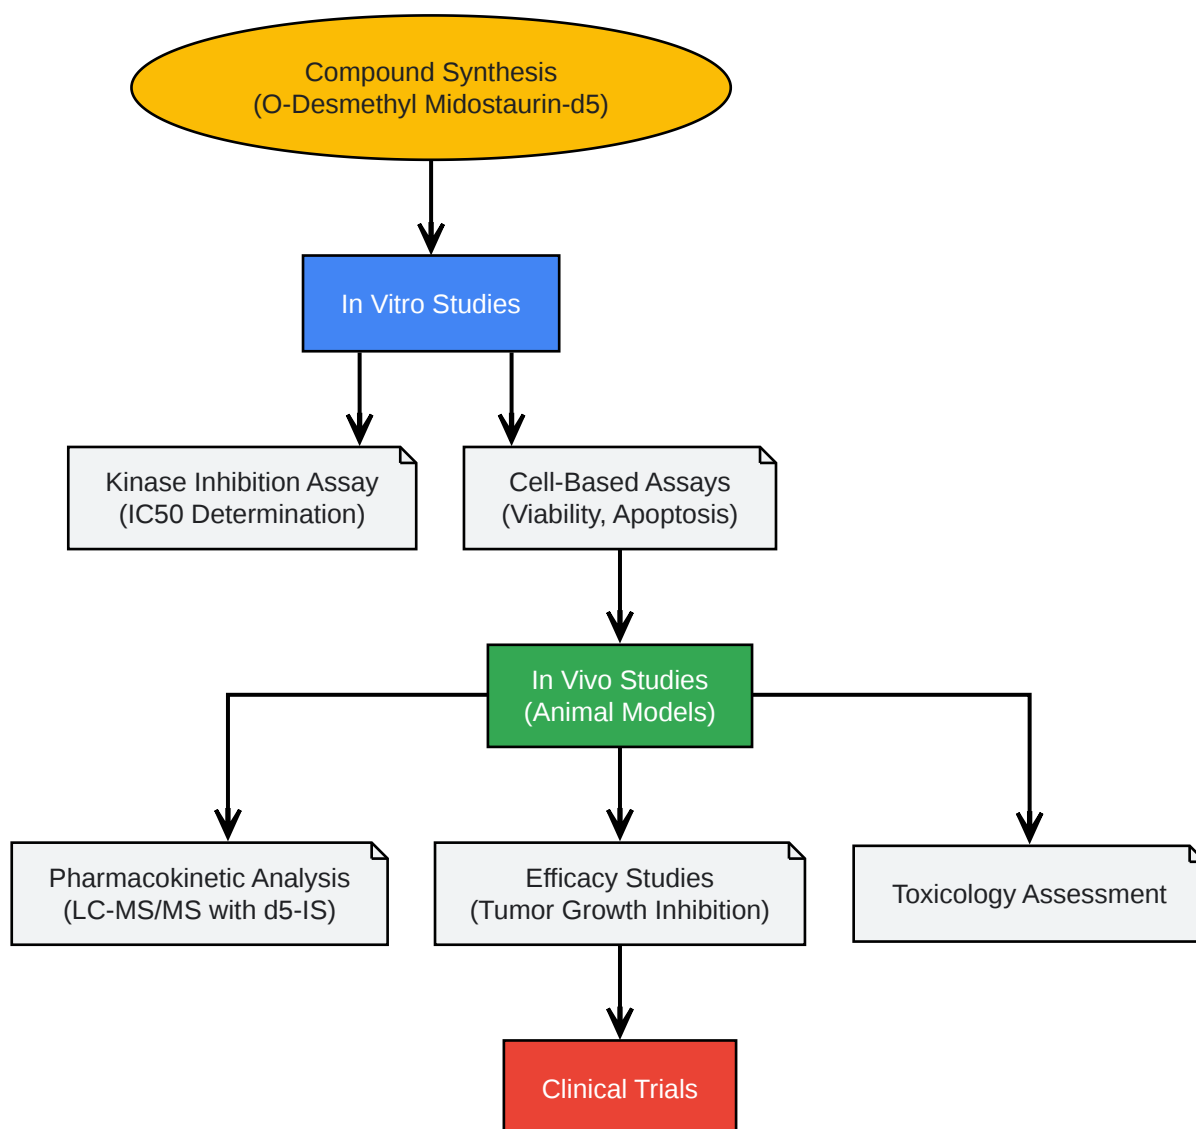 Compound Synthesis
(O-Desmethyl Midostaurin-d5)
In Vitro Studies
Kinase Inhibition Assay
(IC50 Determination)
Cell-Based Assays
(Viability, Apoptosis)
In Vivo Studies
(Animal Models)
Pharmacokinetic Analysis
(LC-MS/MS with d5-IS)
Efficacy Studies
(Tumor Growth Inhibition)
Toxicology Assessment
Clinical Trials